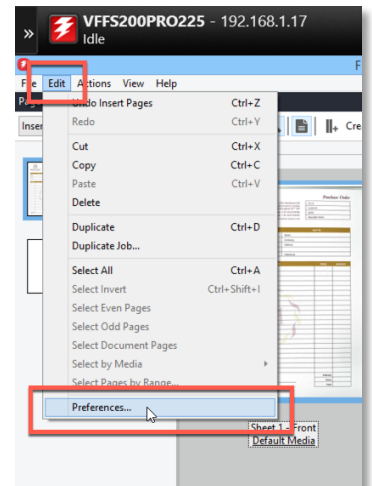 »
VFFS200PRO225 - 192.168.1.17
Idle
F
File Edit Actions View Help
Inser
Cre
Undo Insert Pages Ctrl+Z
Redo Ctrl+Y
Cut Ctrl+X
Copy Ctrl+C
Paste Ctrl+V
Delete
Duplicate Ctrl+D
Duplicate Job...
Select All Ctrl+A
Select Invert Ctrl+Shift+I
Select Even Pages
Select Odd Pages
Select Document Pages
Select by Media
Select Pages by Range...
Preferences...
Purchase Order
Sheet 1 - Front
Default Media